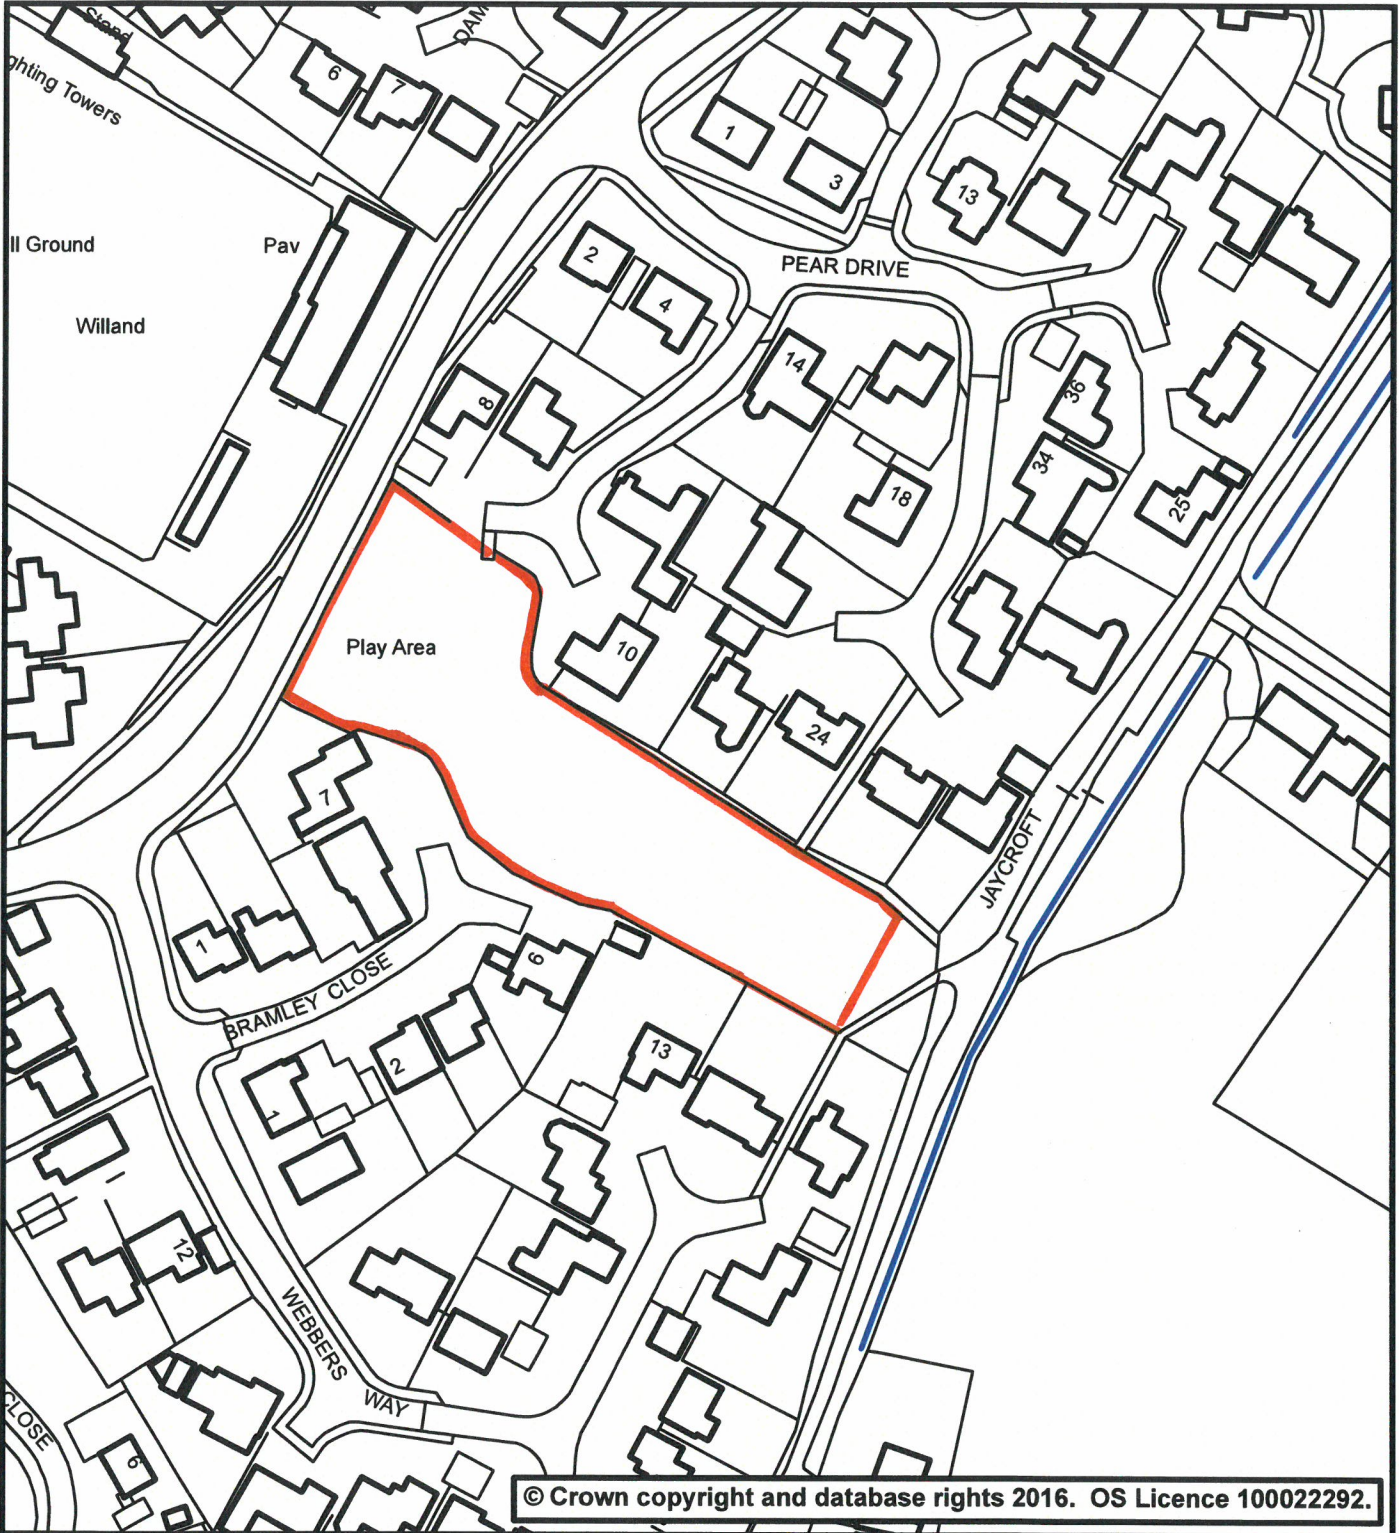 Stand
ghting Towers
DAM
6
7
1
3
13
ll Ground
Pav
Willand
2
4
PEAR DRIVE
14
36
8
34
18
25
Play Area
10
24
7
JAYCROFT
1
6
BRAMLEY CLOSE
2
13
1
12
WEBBERS
WAY
CLOSE
6
© Crown copyright and database rights 2016. OS Licence 100022292.